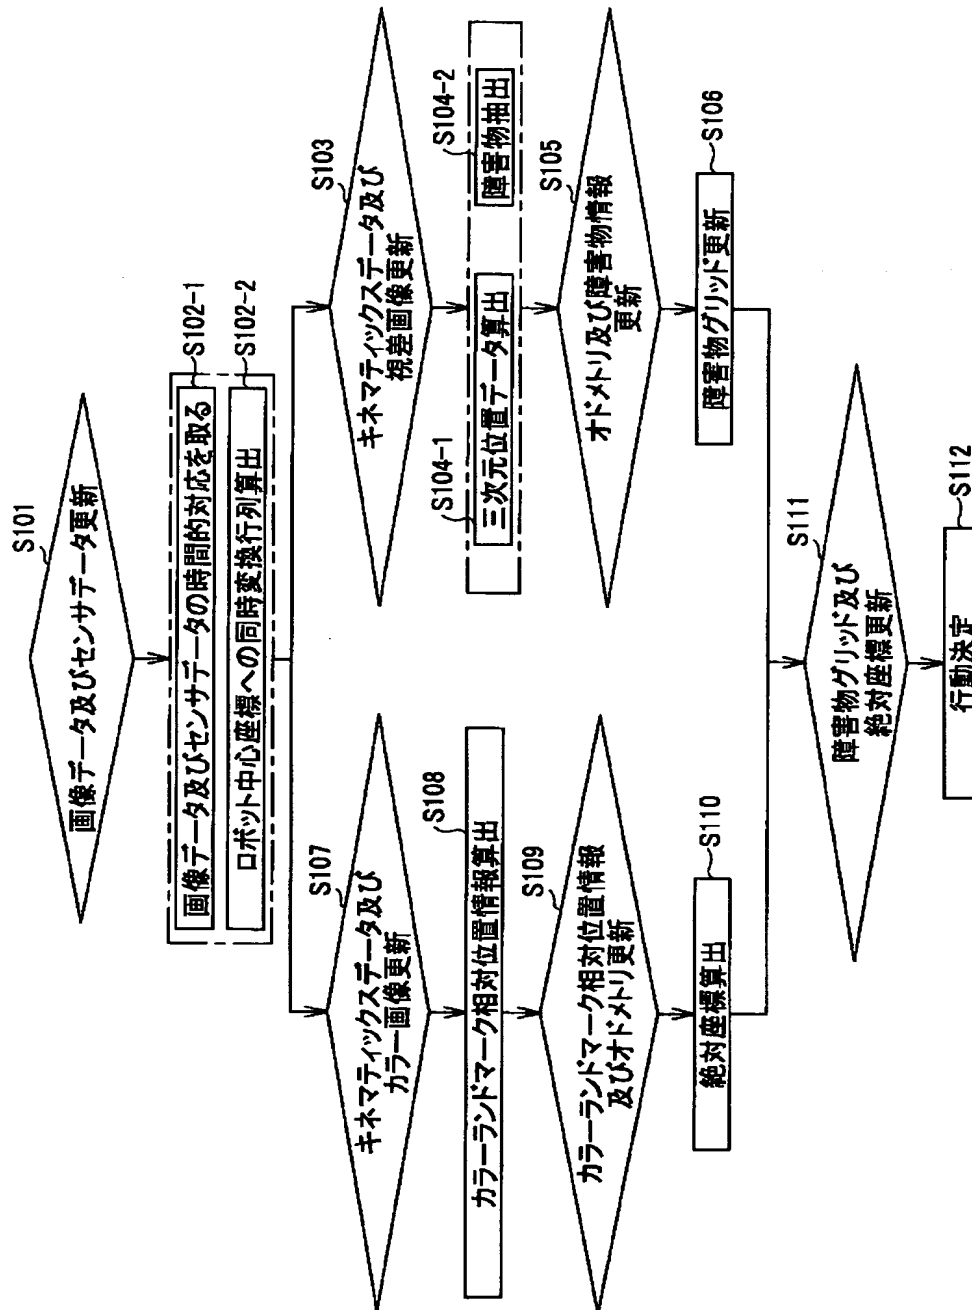 S101
画像データ及びセンサデータ更新
画像データ及びセンサデータの時間的対応を取る
S102-1
ロボット中心座標への同時変換行列算出
S102-2
S103
キネマティックスデータ及び
視差画像更新
S104-1
三次元位置データ算出
S104-2
障害物抽出
S105
オドメトリ及び障害物情報
更新
S106
障害物グリッド更新
S107
キネマティックスデータ及び
カラー画像更新
S108
カラーランドマーク相対位置情報算出
S109
カラーランドマーク相対位置情報
及びオドメトリ更新
S110
絶対座標算出
S111
障害物グリッド及び
絶対座標更新
S112
行動決定